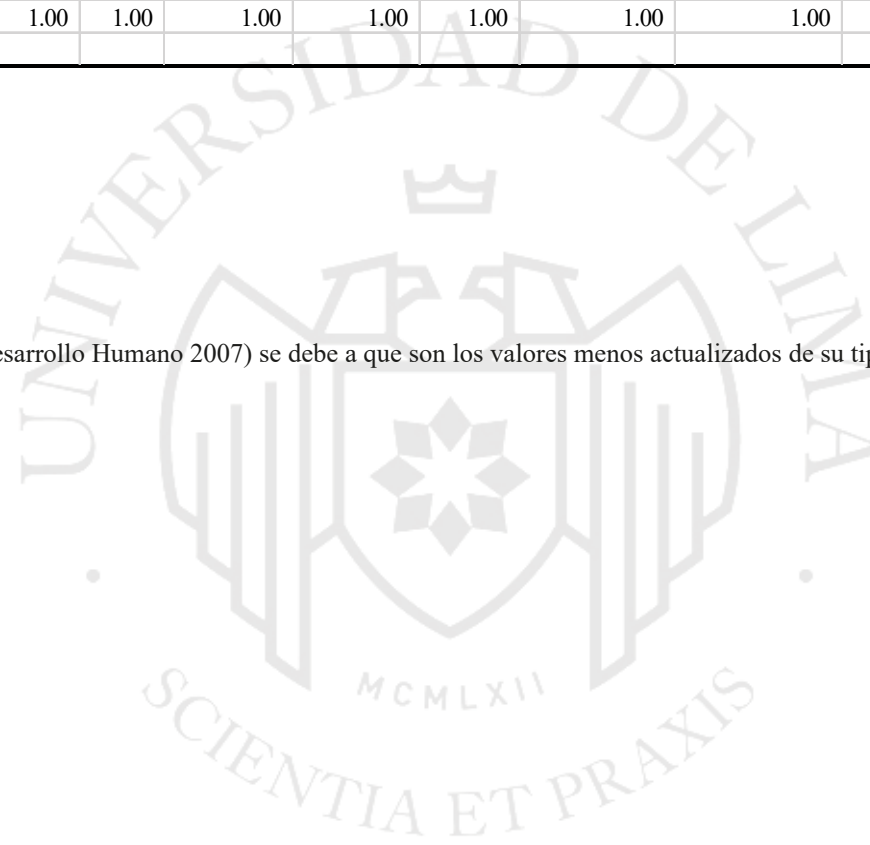 1.00 1.00 1.00 1.00 1.00 1.00 1.00
UNIVERSIDAD DE LIMA
esarrollo Humano 2007) se debe a que son los valores menos actualizados de su tip
MCMLXII
SCIENTIA ET PRAXIS